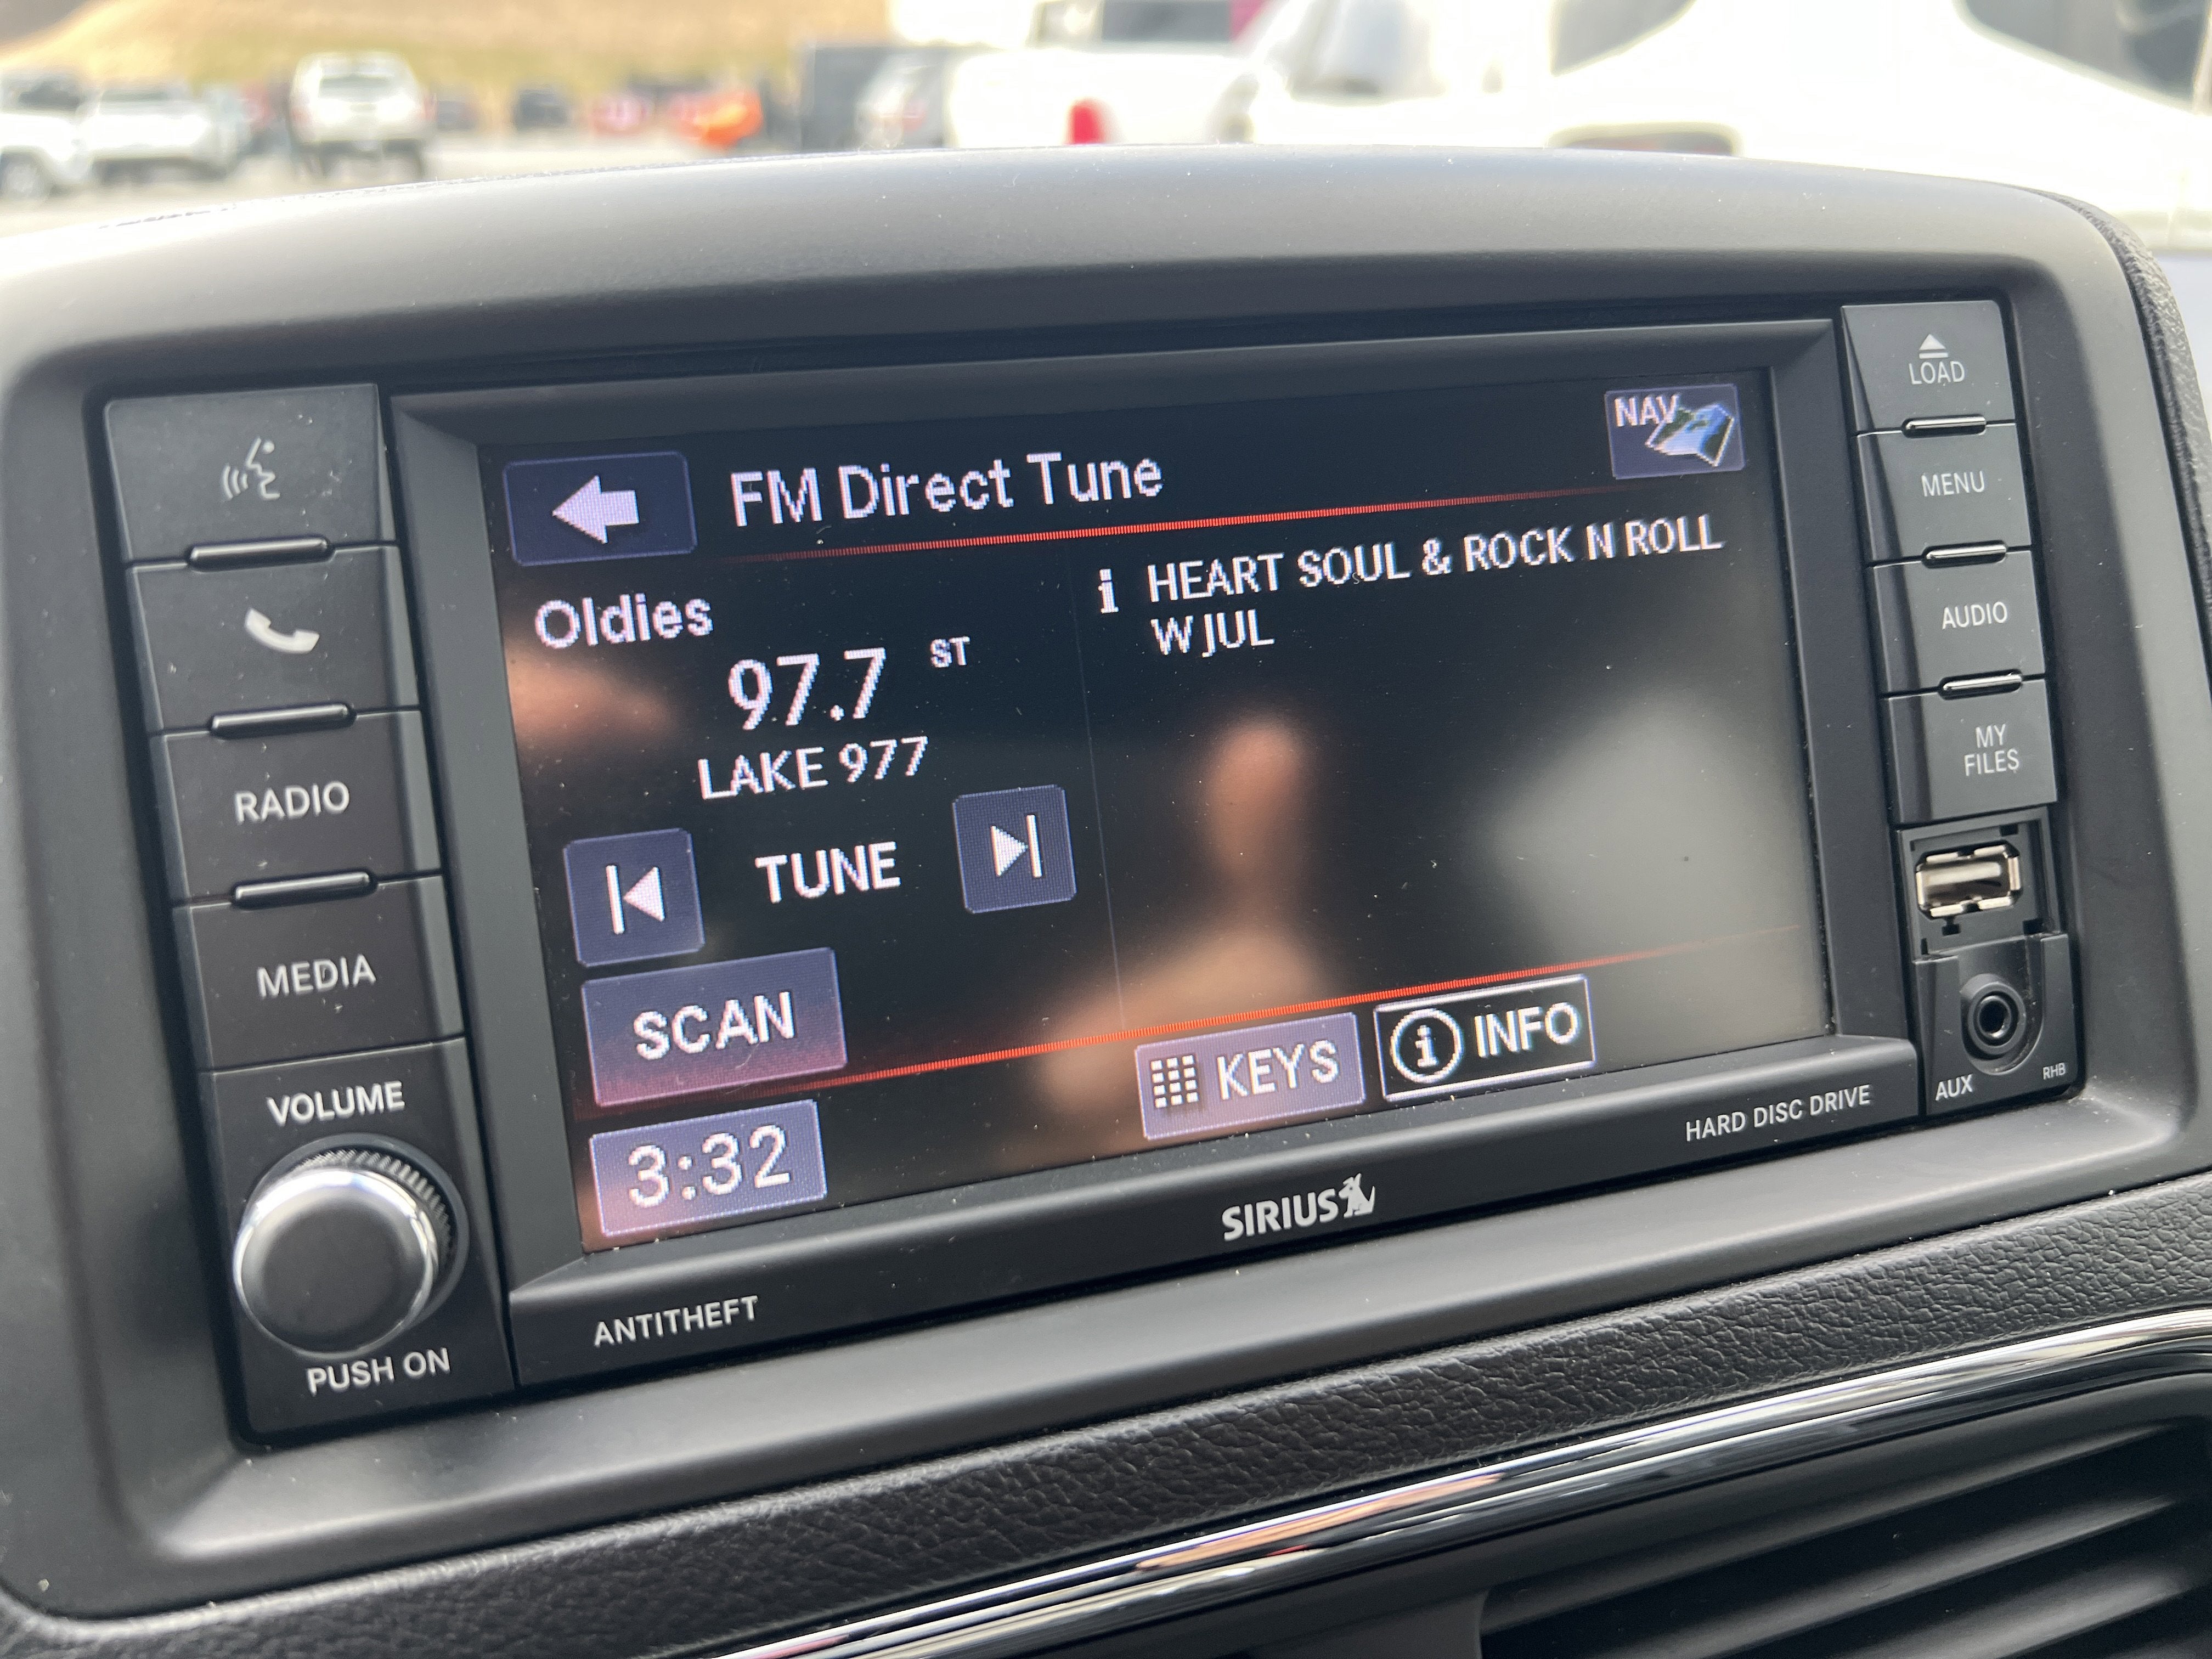 FM Direct Tune
NAV
Oldies
97.7 ST
LAKE 977
i HEART SOUL & ROCK N ROLL
WJUL
TUNE
SCAN
KEYS
i INFO
3:32
RADIO
MEDIA
VOLUME
PUSH ON
ANTITHEFT
SIRIUS
HARD DISC DRIVE
LOAD
MENU
AUDIO
MY
FILES
AUX
RHB